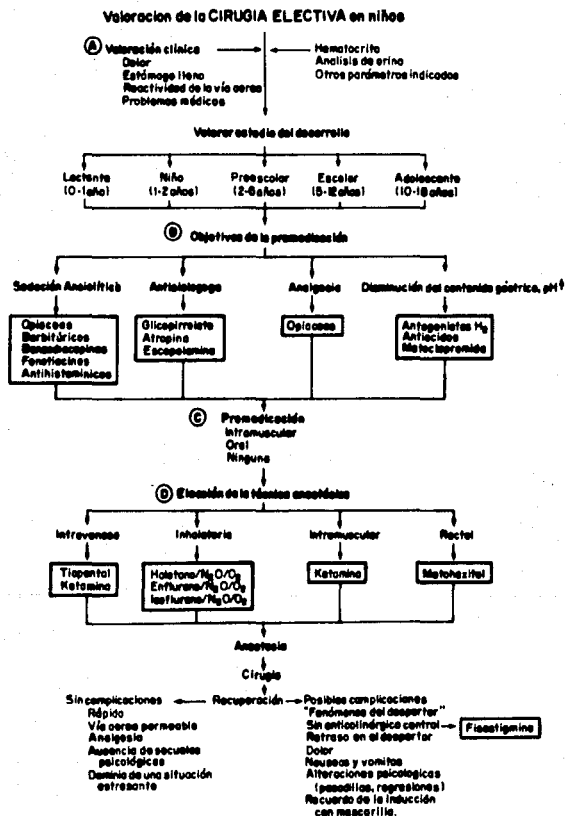 Valoracion de la CIRUGIA ELECTIVA en niños
A Valoración clínica
Dolor
Estómago lleno
Reactividad de la vía aerea
Problemas médicos
Hematocrito
Analisis de orina
Otros parámetros indicados
Valorar estadio del desarrollo
Lactante
(0-1 año)
Niño
(1-2 años)
Preescolar
(2-6 años)
Escolar
(5-12 años)
Adolescente
(10-18 años)
B Objetivos de la premedicación
Sedación Ansiolítica
Opiaceos
Barbitúricos
Benzodiacepinas
Fenotiacinas
Antihistamínicos
Antisialogogo
Glicopirrolato
Atropina
Escopolamina
Analgesia
Opiaceos
Disminución del contenido gástrico, pH↑
Antagonistas H₂
Antiacidos
Metoclopramida
C Premedicación
Intramuscular
Oral
Ninguna
D Elección de la técnica anestésica
Intravenosa
Tiopental
Ketamina
Inhalatoria
Halotano/N₂O/O₂
Enflurano/N₂O/O₂
Isoflurano/N₂O/O₂
Intramuscular
Ketamina
Rectal
Metohexital
Anestesia
Cirugía
Recuperación
Sin complicaciones
Rápida
Vía aerea permeable
Analgesia
Ausencia de secuelas
psicológicas
Dominio de una situación
estresante
Posibles complicaciones
"Fenómenos del despertar"
Sin anticolinérgico central
Fisostigmina
Retraso en el despertar
Dolor
Nauseas y vomitos
Alteraciones psicologicas
(pesadillas, regresiones)
Recuerdo de la inducción
con mascarilla.